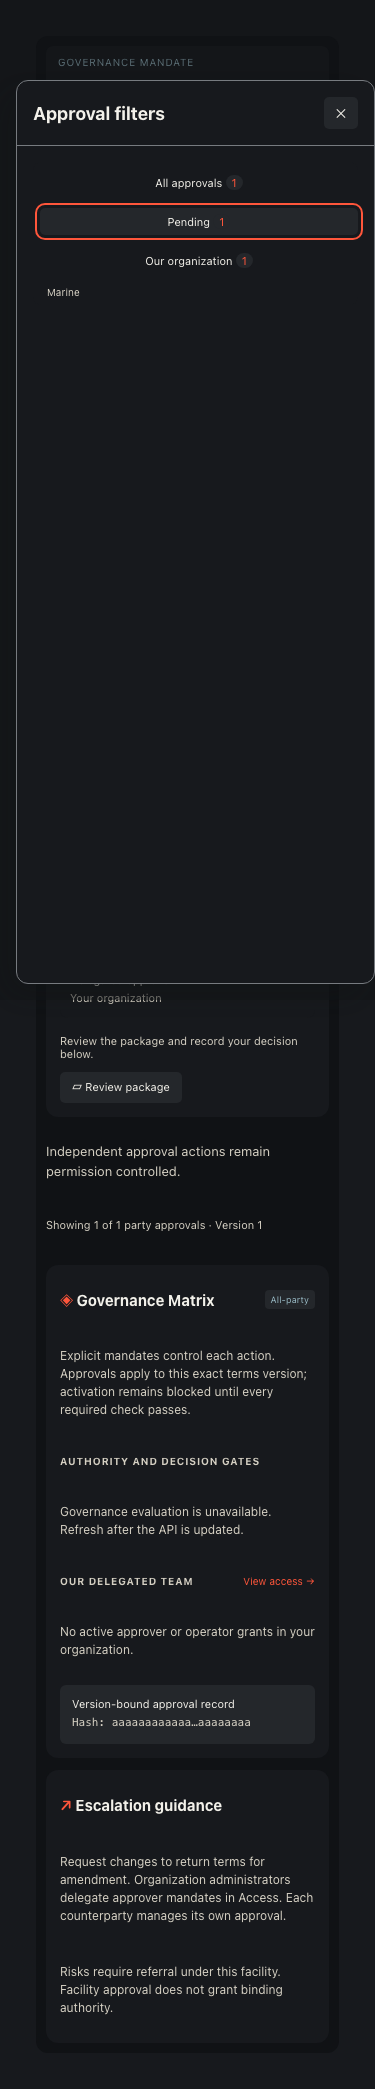 GOVERNANCE MANDATE
Approval filters
All approvals 1
Pending 1
Our organization 1
Marine
Your organization
Review the package and record your decision
below.
Review package
Independent approval actions remain
permission controlled.
Showing 1 of 1 party approvals · Version 1
Governance Matrix
All-party
Explicit mandates control each action.
Approvals apply to this exact terms version;
activation remains blocked until every
required check passes.
AUTHORITY AND DECISION GATES
Governance evaluation is unavailable.
Refresh after the API is updated.
OUR DELEGATED TEAM
View access →
No active approver or operator grants in your
organization.
Version-bound approval record
Hash: aaaaaaaaaaaa…aaaaaaaa
↗ Escalation guidance
Request changes to return terms for
amendment. Organization administrators
delegate approver mandates in Access. Each
counterparty manages its own approval.
Risks require referral under this facility.
Facility approval does not grant binding
authority.